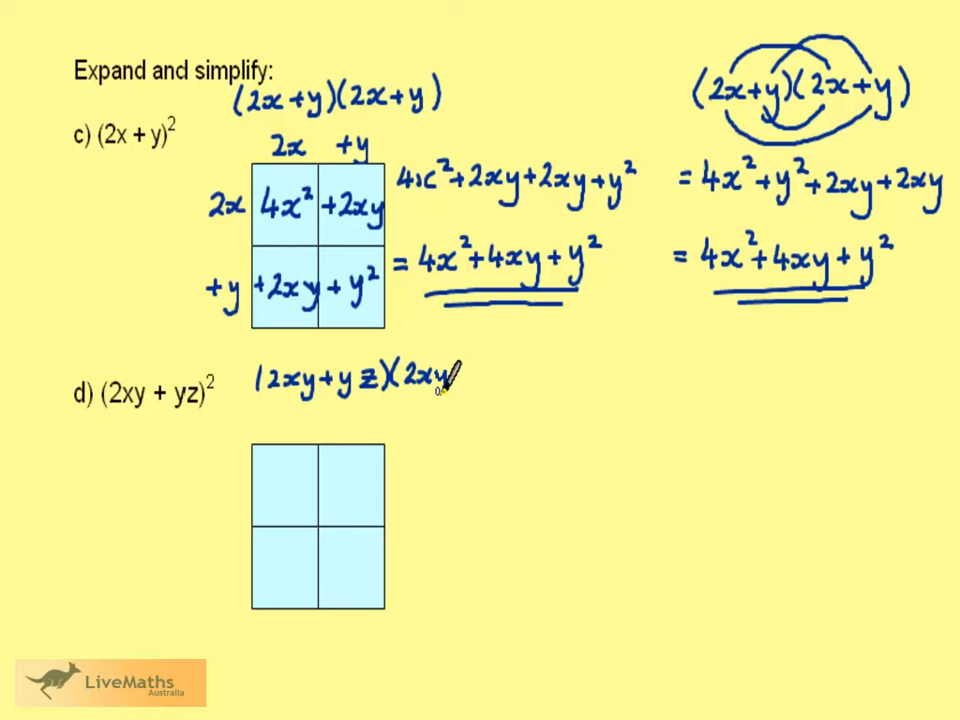 Expand and simplify:
(2x+y)(2x+y)
c) (2x + y)²
2x +y
2x 4x² +2xy
+y +2xy + y²
4x²+2xy+2xy+y²
= 4x²+4xy+y²
(2x+y)(2x+y)
= 4x²+y²+2xy+2xy
= 4x²+4xy+y²
d) (2xy + yz)²
(2xy+yz)(2xy
LiveMaths
Australia